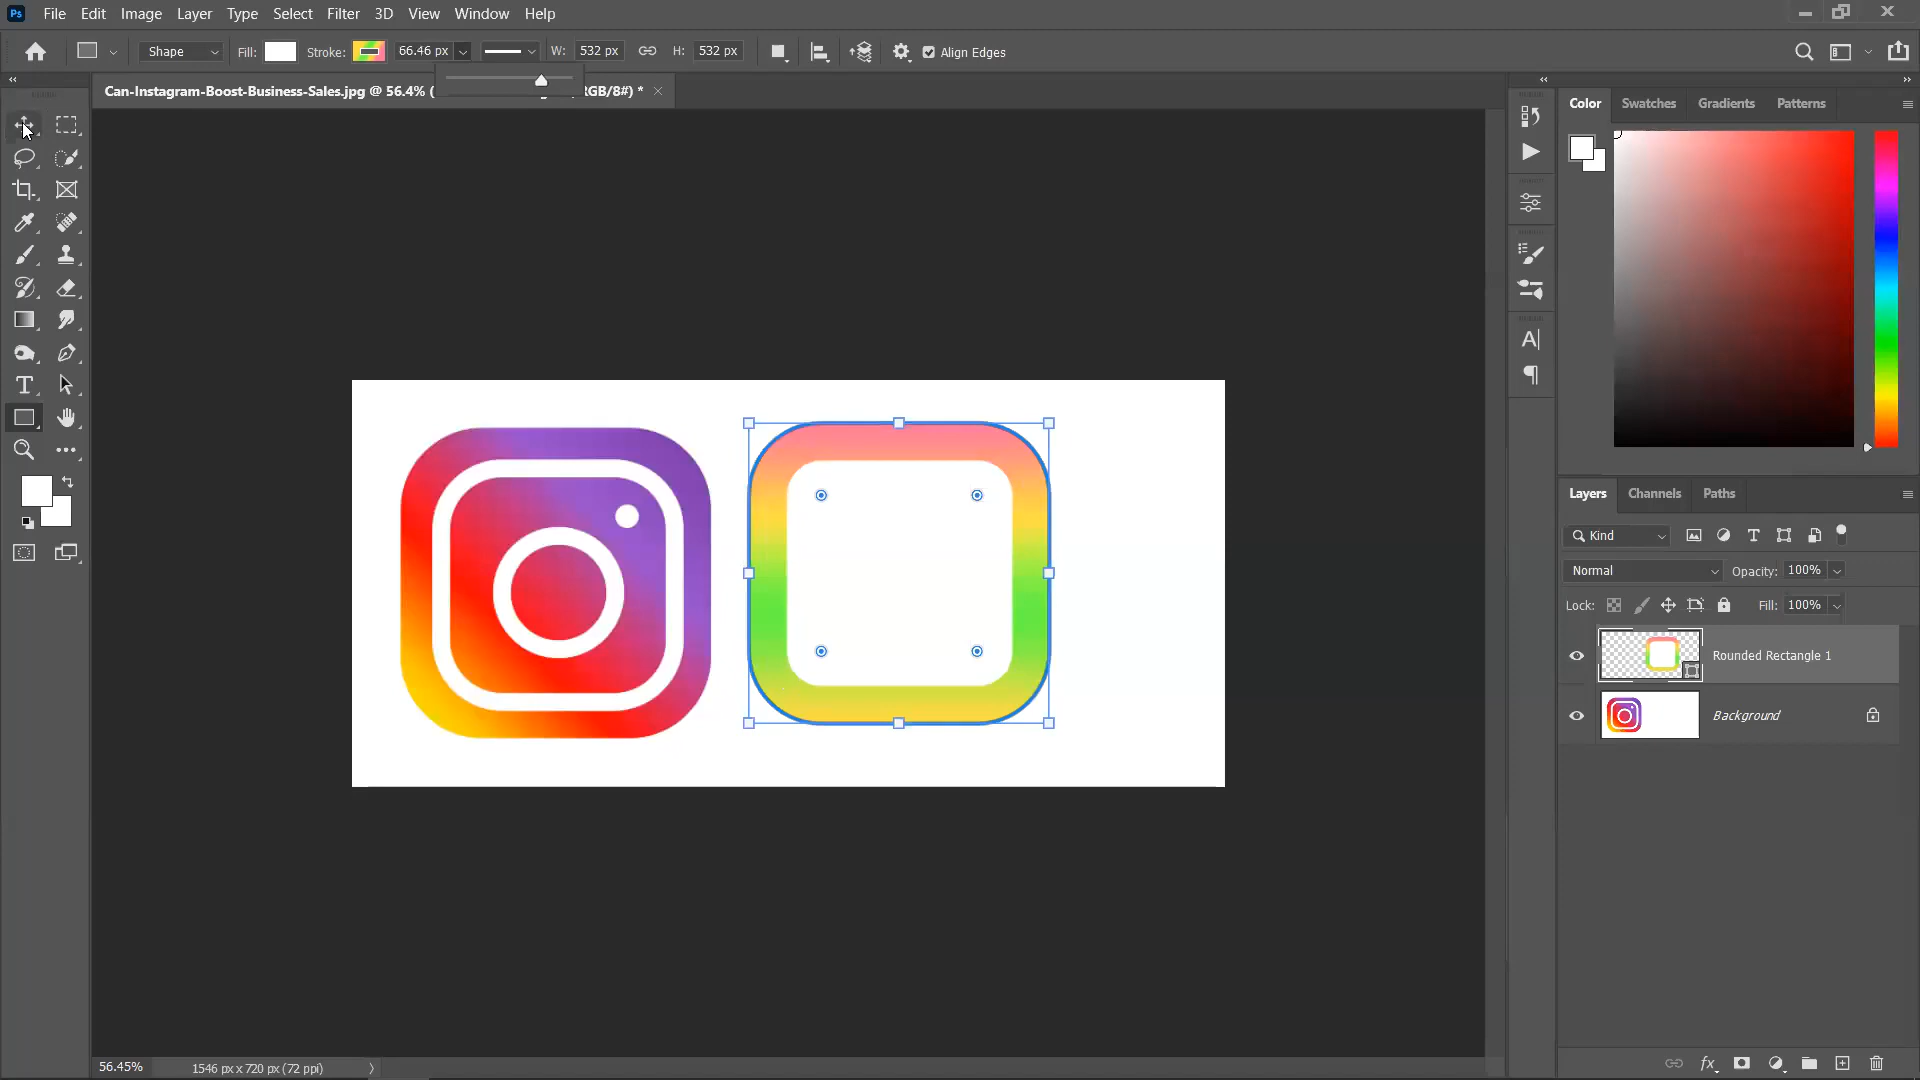 Ps File Edit Image Layer Type Select Filter 3D View Window Help
Shape Fill: Stroke: 66.46 px W: 532 px H: 532 px Align Edges
Can-Instagram-Boost-Business-Sales.jpg @ 56.4% ( RGB/8#) *
Color Swatches Gradients Patterns
Layers Channels Paths
Kind
Normal Opacity: 100%
Lock: Fill: 100%
Rounded Rectangle 1
Background
56.45% 1546 px x 720 px (72 ppi)